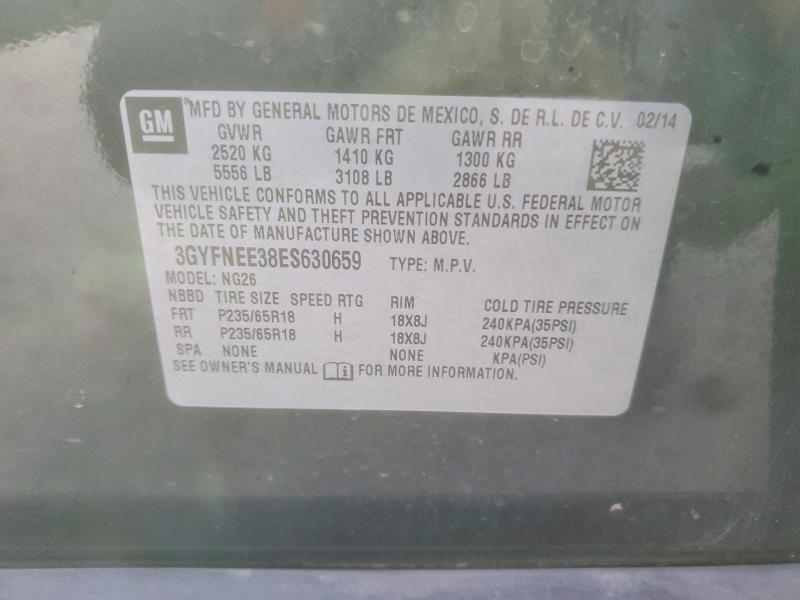 GM MFD BY GENERAL MOTORS DE MEXICO, S. DE R.L. DE C.V. 02/14
GVWR GAWR FRT GAWR RR
2520 KG 1410 KG 1300 KG
5556 LB 3108 LB 2866 LB
THIS VEHICLE CONFORMS TO ALL APPLICABLE U.S. FEDERAL MOTOR
VEHICLE SAFETY AND THEFT PREVENTION STANDARDS IN EFFECT ON
THE DATE OF MANUFACTURE SHOWN ABOVE.
3GYFNEE38ES630659 TYPE: M.P.V.
MODEL: NG26
NBBD TIRE SIZE SPEED RTG RIM COLD TIRE PRESSURE
FRT P235/65R18 H 18X8J 240KPA(35PSI)
RR P235/65R18 H 18X8J 240KPA(35PSI)
SPA NONE NONE KPA(PSI)
SEE OWNER'S MANUAL i FOR MORE INFORMATION.